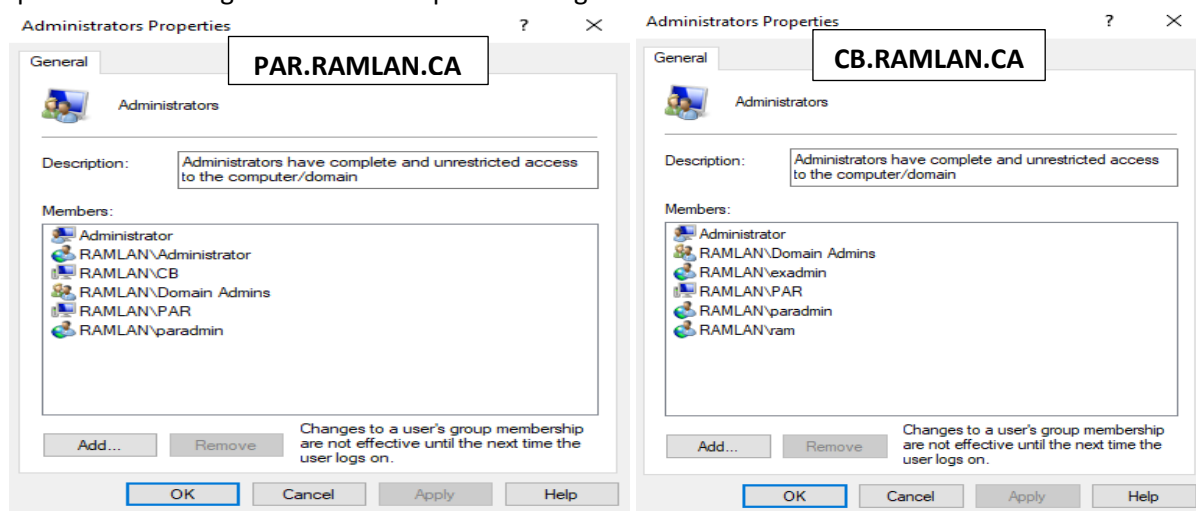 Administrators Properties ? ×
PAR.RAMLAN.CA
General
Administrators
Description: Administrators have complete and unrestricted access
to the computer/domain
Members:
Administrator
RAMLAN\Administrator
RAMLAN\CB
RAMLAN\Domain Admins
RAMLAN\PAR
RAMLAN\paradmin
Add... Remove
Changes to a user's group membership
are not effective until the next time the
user logs on.
OK Cancel Apply Help
Administrators Properties ? ×
CB.RAMLAN.CA
General
Administrators
Description: Administrators have complete and unrestricted access
to the computer/domain
Members:
Administrator
RAMLAN\Domain Admins
RAMLAN\exadmin
RAMLAN\PAR
RAMLAN\paradmin
RAMLAN\ram
Add... Remove
Changes to a user's group membership
are not effective until the next time the
user logs on.
OK Cancel Apply Help